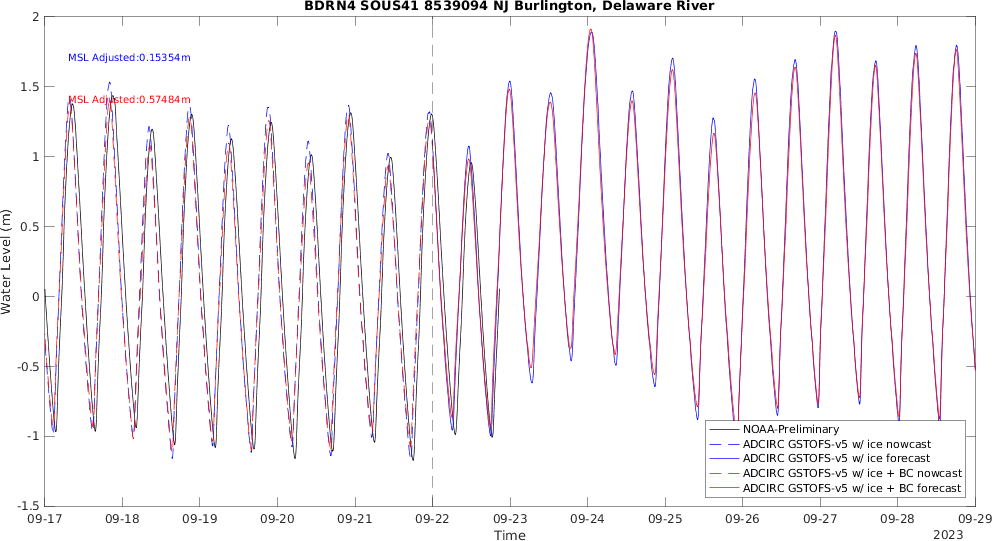 BDRN4 SOUS41 8539094 NJ Burlington, Delaware River
2
1.5
1
0.5
0
-0.5
-1
-1.5
Water Level (m)
MSL Adjusted:0.15354m
MSL Adjusted:0.57484m
NOAA-Preliminary
ADCIRC GSTOFS-v5 w/ ice nowcast
ADCIRC GSTOFS-v5 w/ ice forecast
ADCIRC GSTOFS-v5 w/ ice + BC nowcast
ADCIRC GSTOFS-v5 w/ ice + BC forecast
09-17 09-18 09-19 09-20 09-21 09-22 09-23 09-24 09-25 09-26 09-27 09-28 09-29
Time
2023